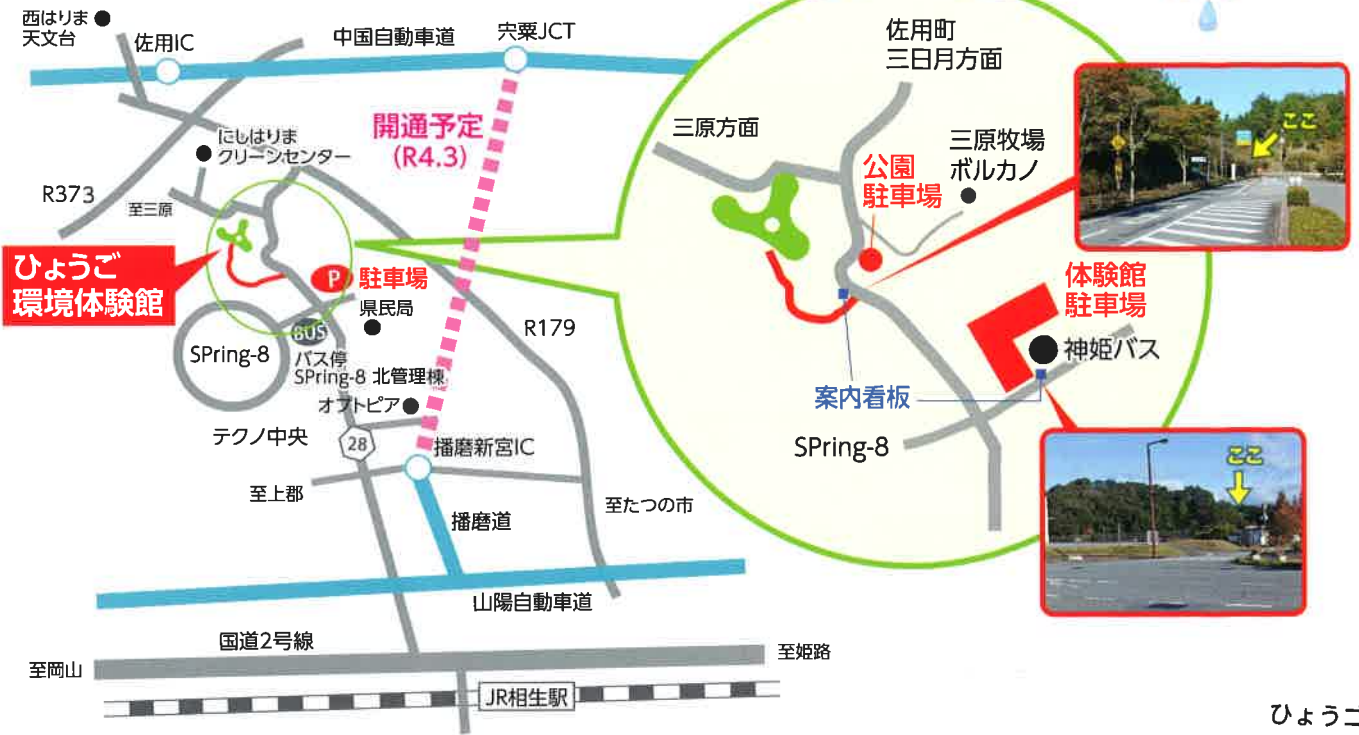 西はりま
天文台
佐用IC
中国自動車道
宍粟JCT
開通予定
(R4.3)
にしはりま
クリーンセンター
R373
至三原
ひょうご
環境体験館
P
駐車場
県民局
R179
SPring-8
BUS
バス停
SPring-8 北管理棟
オプトピア
テクノ中央
28
播磨新宮IC
至上郡
至たつの市
播磨道
山陽自動車道
国道2号線
至岡山
至姫路
JR相生駅
佐用町
三日月方面
三原方面
三原牧場
ボルカノ
公園
駐車場
ここ
体験館
駐車場
神姫バス
案内看板
SPring-8
ここ
ひょうご